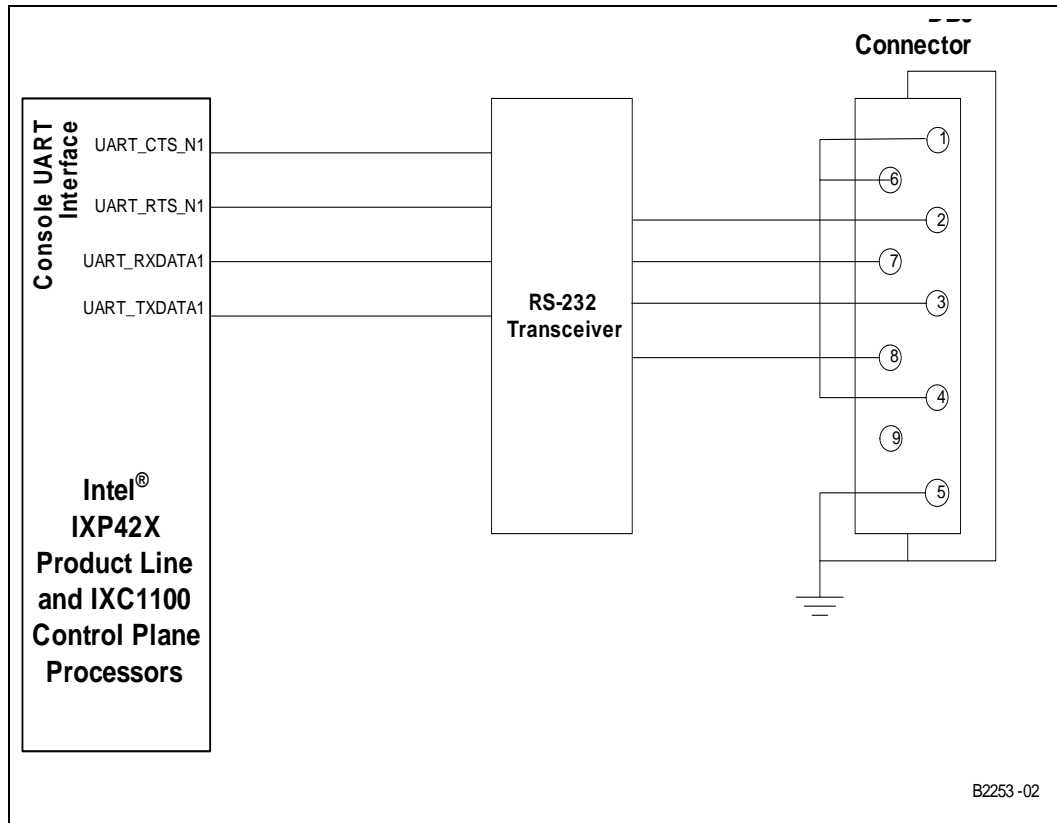 Connector
Console UART
Interface
UART_CTS_N1
UART_RTS_N1
UART_RXDATA1
UART_TXDATA1
Intel®
IXP42X
Product Line
and IXC1100
Control Plane
Processors
RS-232
Transceiver
1
6
2
7
3
8
4
9
5
B2253-02